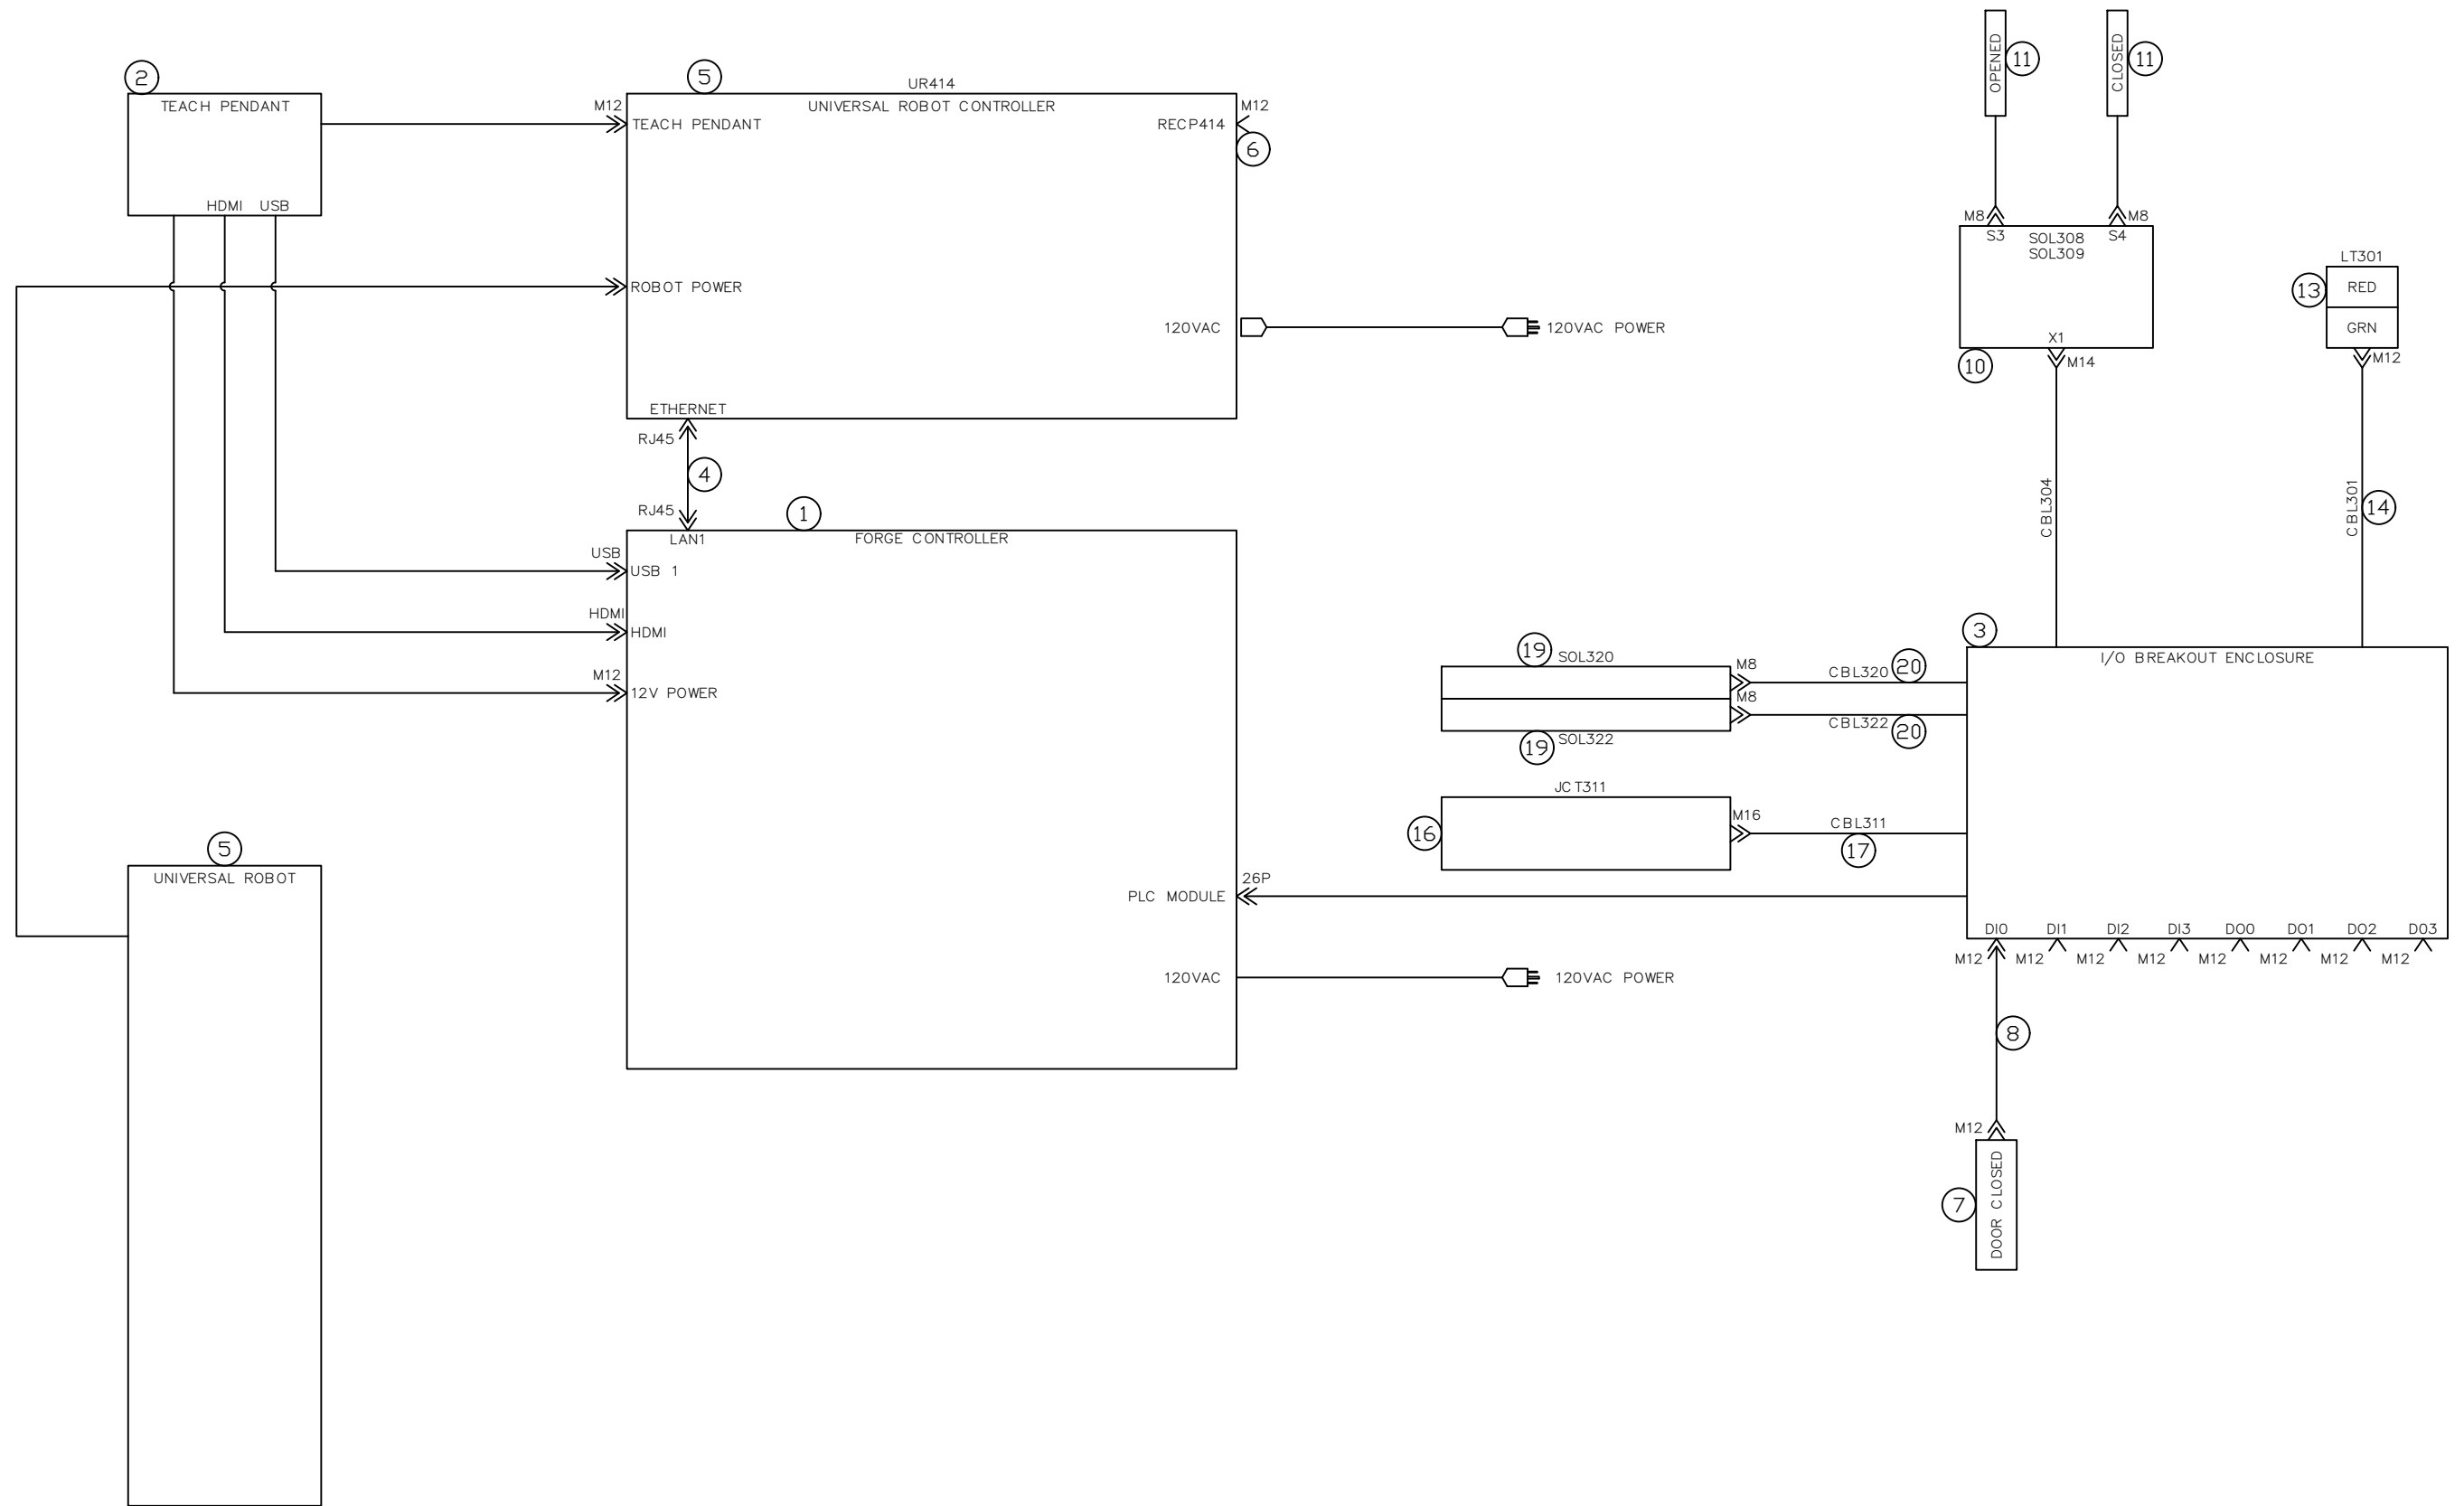 2
TEACH PENDANT
HDMI USB
5
UR414
UNIVERSAL ROBOT CONTROLLER
M12
TEACH PENDANT
M12
RECP414
6
ROBOT POWER
120VAC
120VAC POWER
ETHERNET
RJ45
4
RJ45
1
LAN1
FORGE CONTROLLER
USB
USB 1
HDMI
HDMI
M12
12V POWER
26P
PLC MODULE
120VAC
120VAC POWER
5
UNIVERSAL ROBOT
OPENED
11
CLOSED
11
M8
M8
S3
SOL308
S4
SOL309
X1
10
M14
CBL304
LT301
13
RED
GRN
M12
CBL301
14
19
SOL320
M8
CBL320
20
M8
CBL322
20
19
SOL322
JCT311
16
M16
CBL311
17
3
I/O BREAKOUT ENCLOSURE
DI0 DI1 DI2 DI3 DO0 DO1 DO2 D03
M12 M12 M12 M12 M12 M12 M12 M12
8
M12
7
DOOR CLOSED